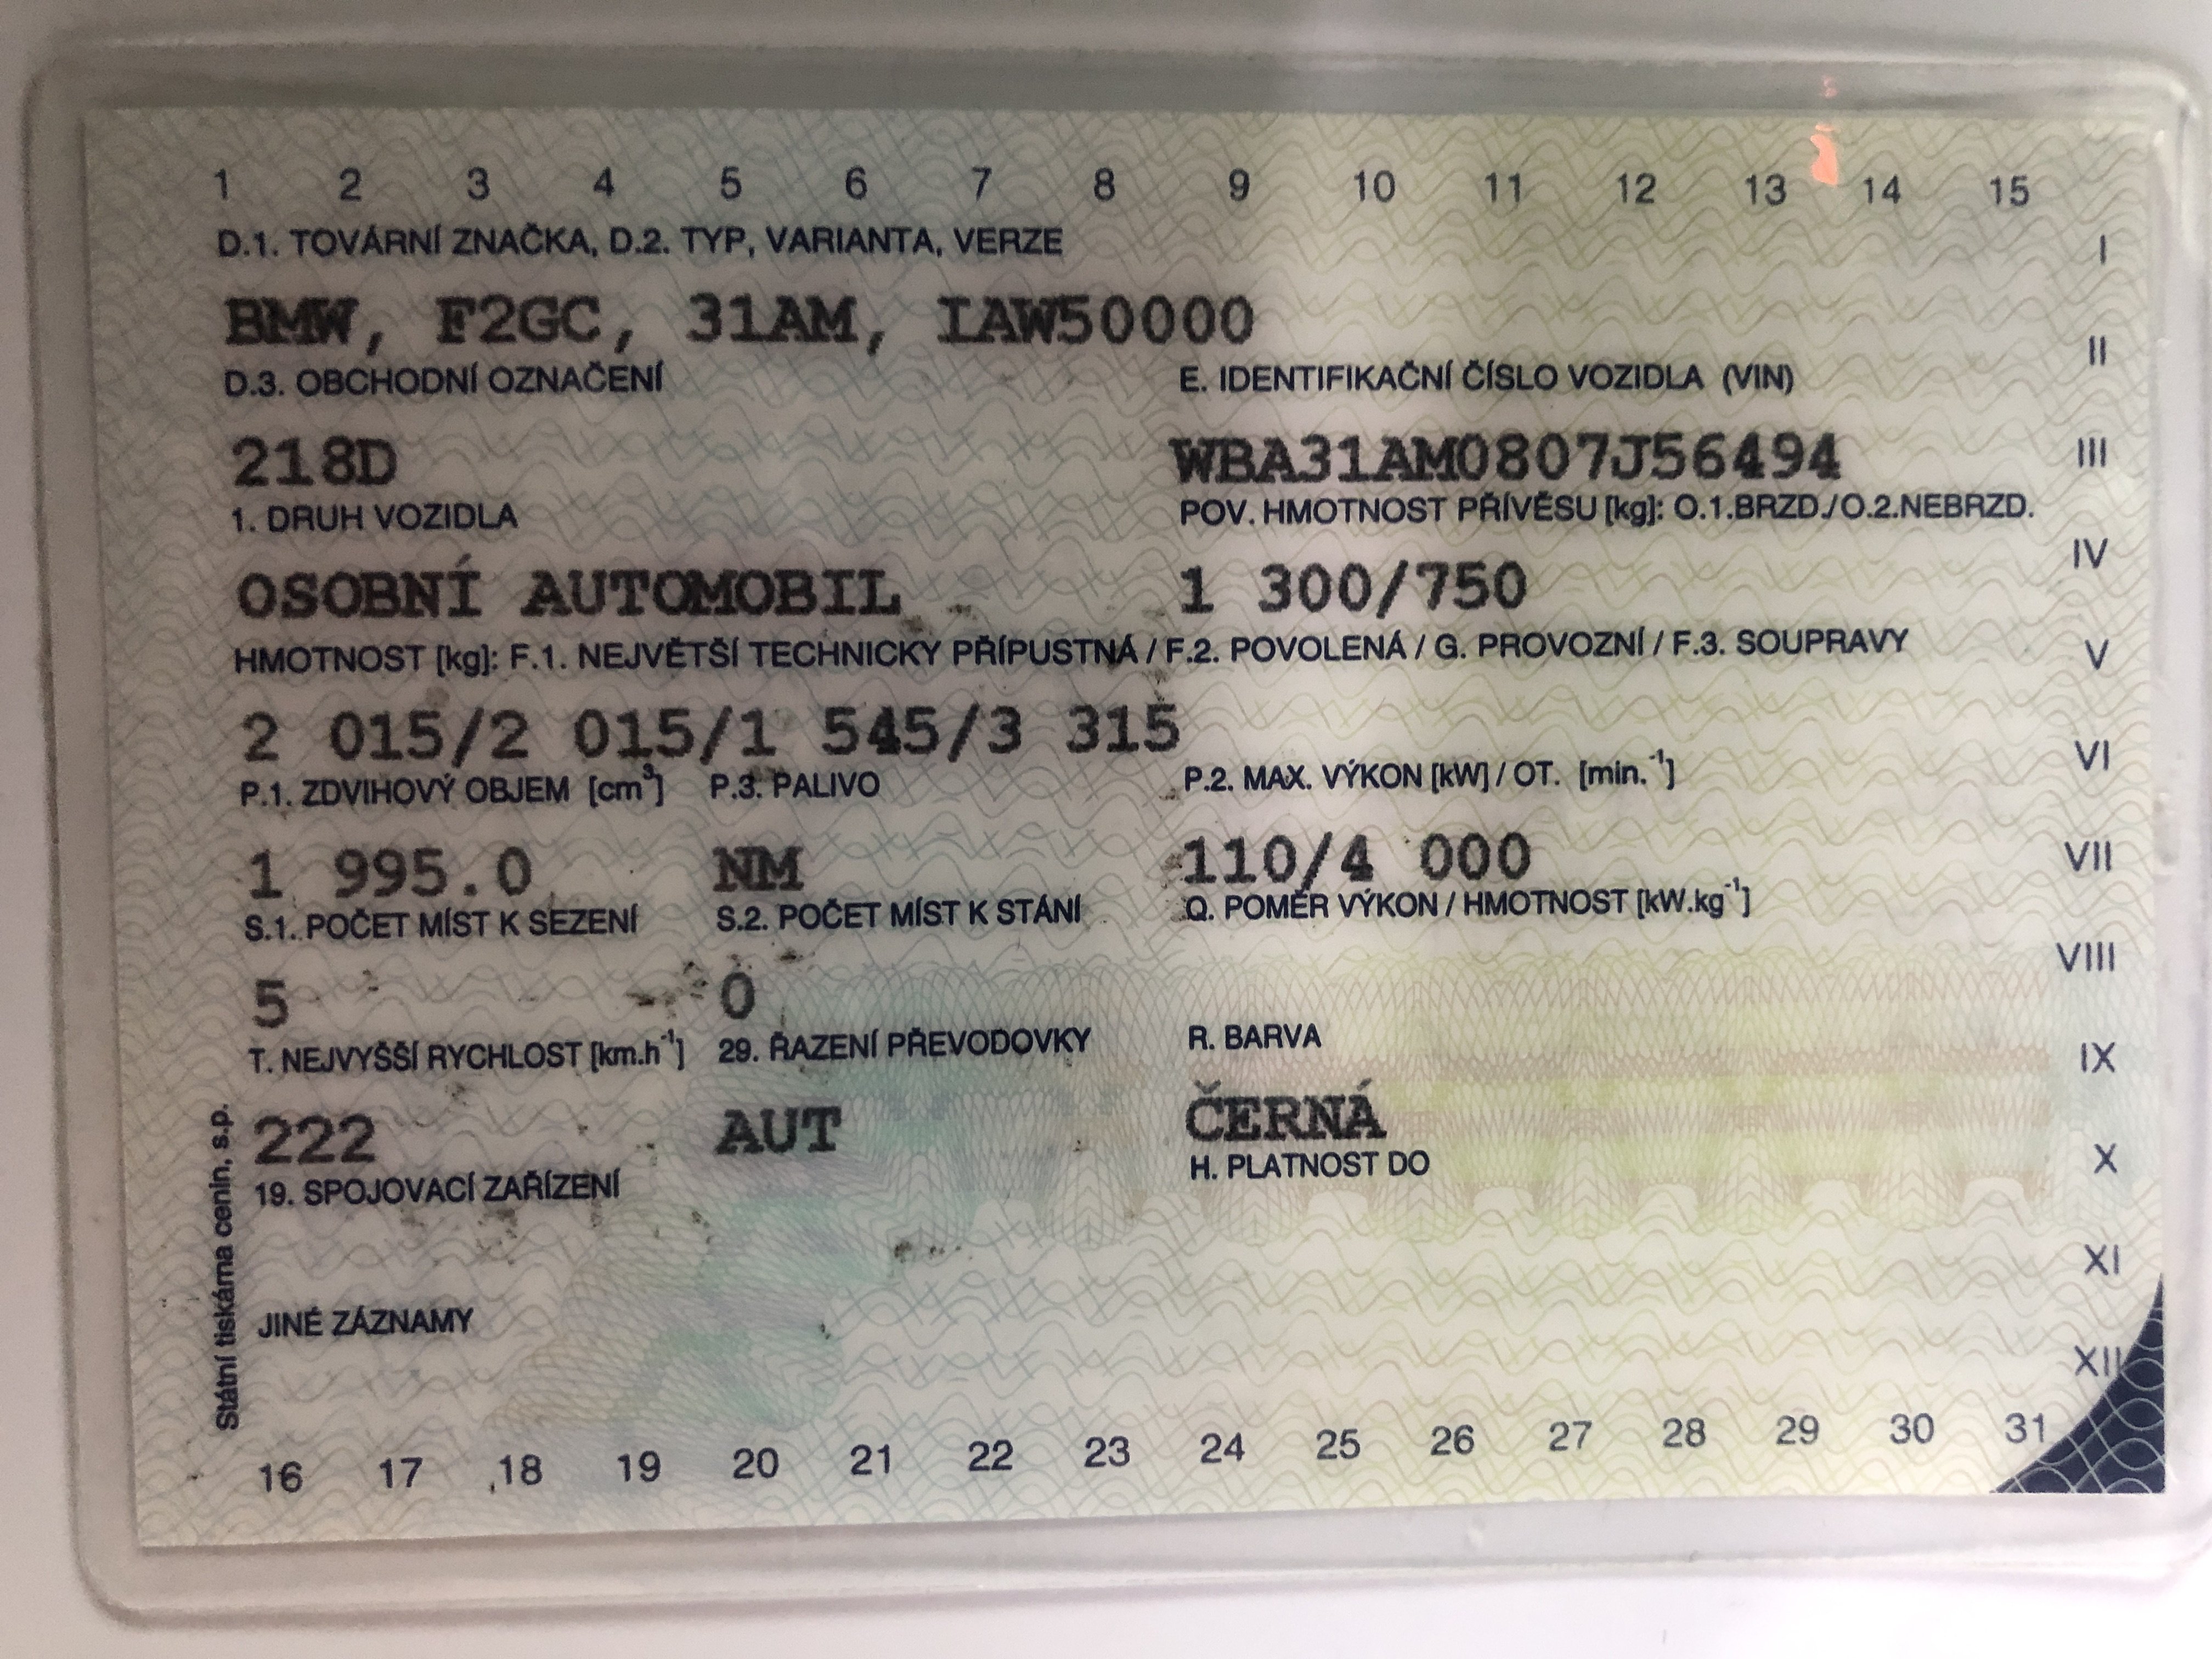 1 2 3 4 5 6 7 8 9 10 11 12 13 14 15
D.1. TOVÁRNÍ ZNAČKA, D.2. TYP, VARIANTA, VERZE
I
BMW, F2GC, 31AM, IAW50000
II
D.3. OBCHODNÍ OZNAČENÍ E. IDENTIFIKAČNÍ ČÍSLO VOZIDLA (VIN)
218D WBA31AM0807J56494
III
1. DRUH VOZIDLA POV. HMOTNOST PŘÍVĚSU [kg]: O.1.BRZD./O.2.NEBRZD.
IV
OSOBNÍ AUTOMOBIL 1 300/750
HMOTNOST [kg]: F.1. NEJVĚTŠÍ TECHNICKY PŘÍPUSTNÁ / F.2. POVOLENÁ / G. PROVOZNÍ / F.3. SOUPRAVY
V
2 015/2 015/1 545/3 315
VI
P.1. ZDVIHOVÝ OBJEM [cm³] P.3. PALIVO P.2. MAX. VÝKON [kW] / OT. [min.⁻¹]
1 995.0 NM 110/4 000
VII
S.1. POČET MÍST K SEZENÍ S.2. POČET MÍST K STÁNÍ Q. POMĚR VÝKON / HMOTNOST [kW.kg⁻¹]
VIII
5 0
T. NEJVYŠŠÍ RYCHLOST [km.h⁻¹] 29. ŘAZENÍ PŘEVODOVKY R. BARVA
IX
222 AUT ČERNÁ
X
19. SPOJOVACÍ ZAŘÍZENÍ H. PLATNOST DO
XI
JINÉ ZÁZNAMY
XII
Státní tiskárna cenin, s.p.
16 17 18 19 20 21 22 23 24 25 26 27 28 29 30 31